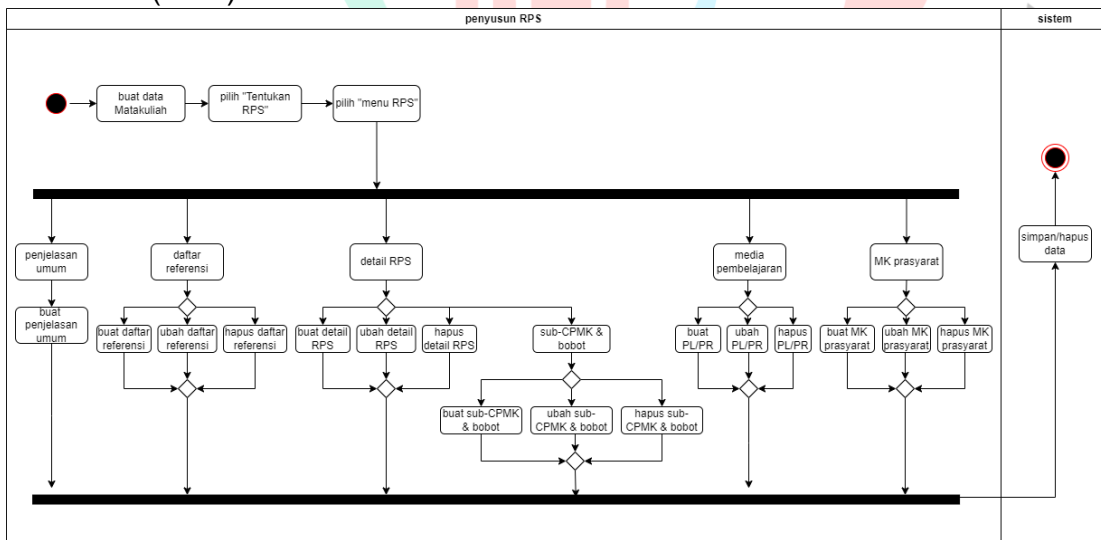 penyusun RPS
sistem
buat data
Matakuliah
pilih "Tentukan
RPS"
pilih "menu RPS"
penjelasan
umum
daftar
referensi
detail RPS
media
pembelajaran
MK prasyarat
simpan/hapus
data
buat
penjelasan
umum
buat daftar
referensi
ubah daftar
referensi
hapus daftar
referensi
buat detail
RPS
ubah detail
RPS
hapus
detail RPS
sub-CPMK &
bobot
buat
PL/PR
ubah
PL/PR
hapus
PL/PR
buat MK
prasyarat
ubah MK
prasyarat
hapus MK
prasyarat
buat sub-CPMK
& bobot
ubah sub-
CPMK & bobot
hapus sub-
CPMK & bobot